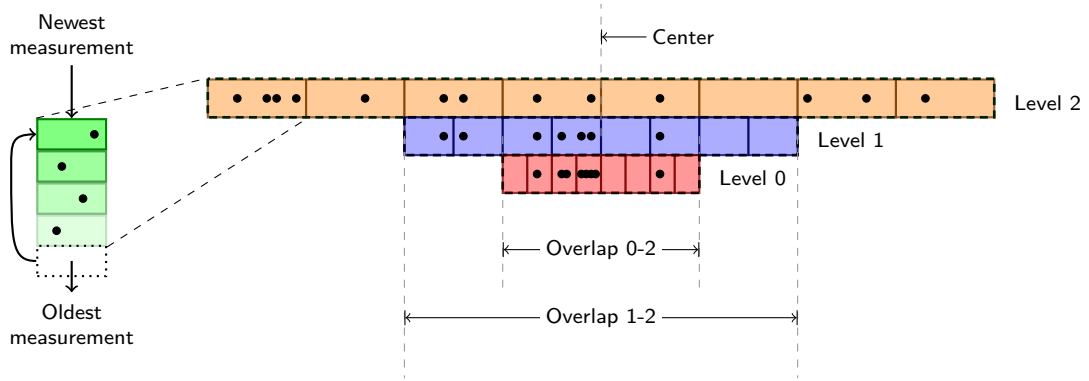 Newest
measurement
Center
Level 2
Level 1
Level 0
Overlap 0-2
Oldest
measurement
Overlap 1-2